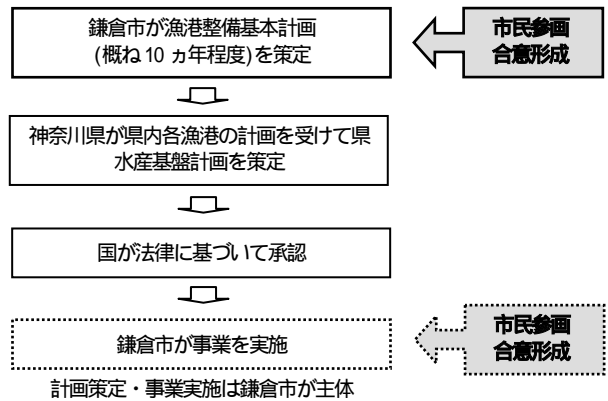 鎌倉市が漁港整備基本計画
(概ね10ヵ年程度)を策定
市民参画
合意形成
神奈川県が県内各漁港の計画を受けて県
水産基盤計画を策定
国が法律に基づいて承認
鎌倉市が事業を実施
市民参画
合意形成
計画策定・事業実施は鎌倉市が主体